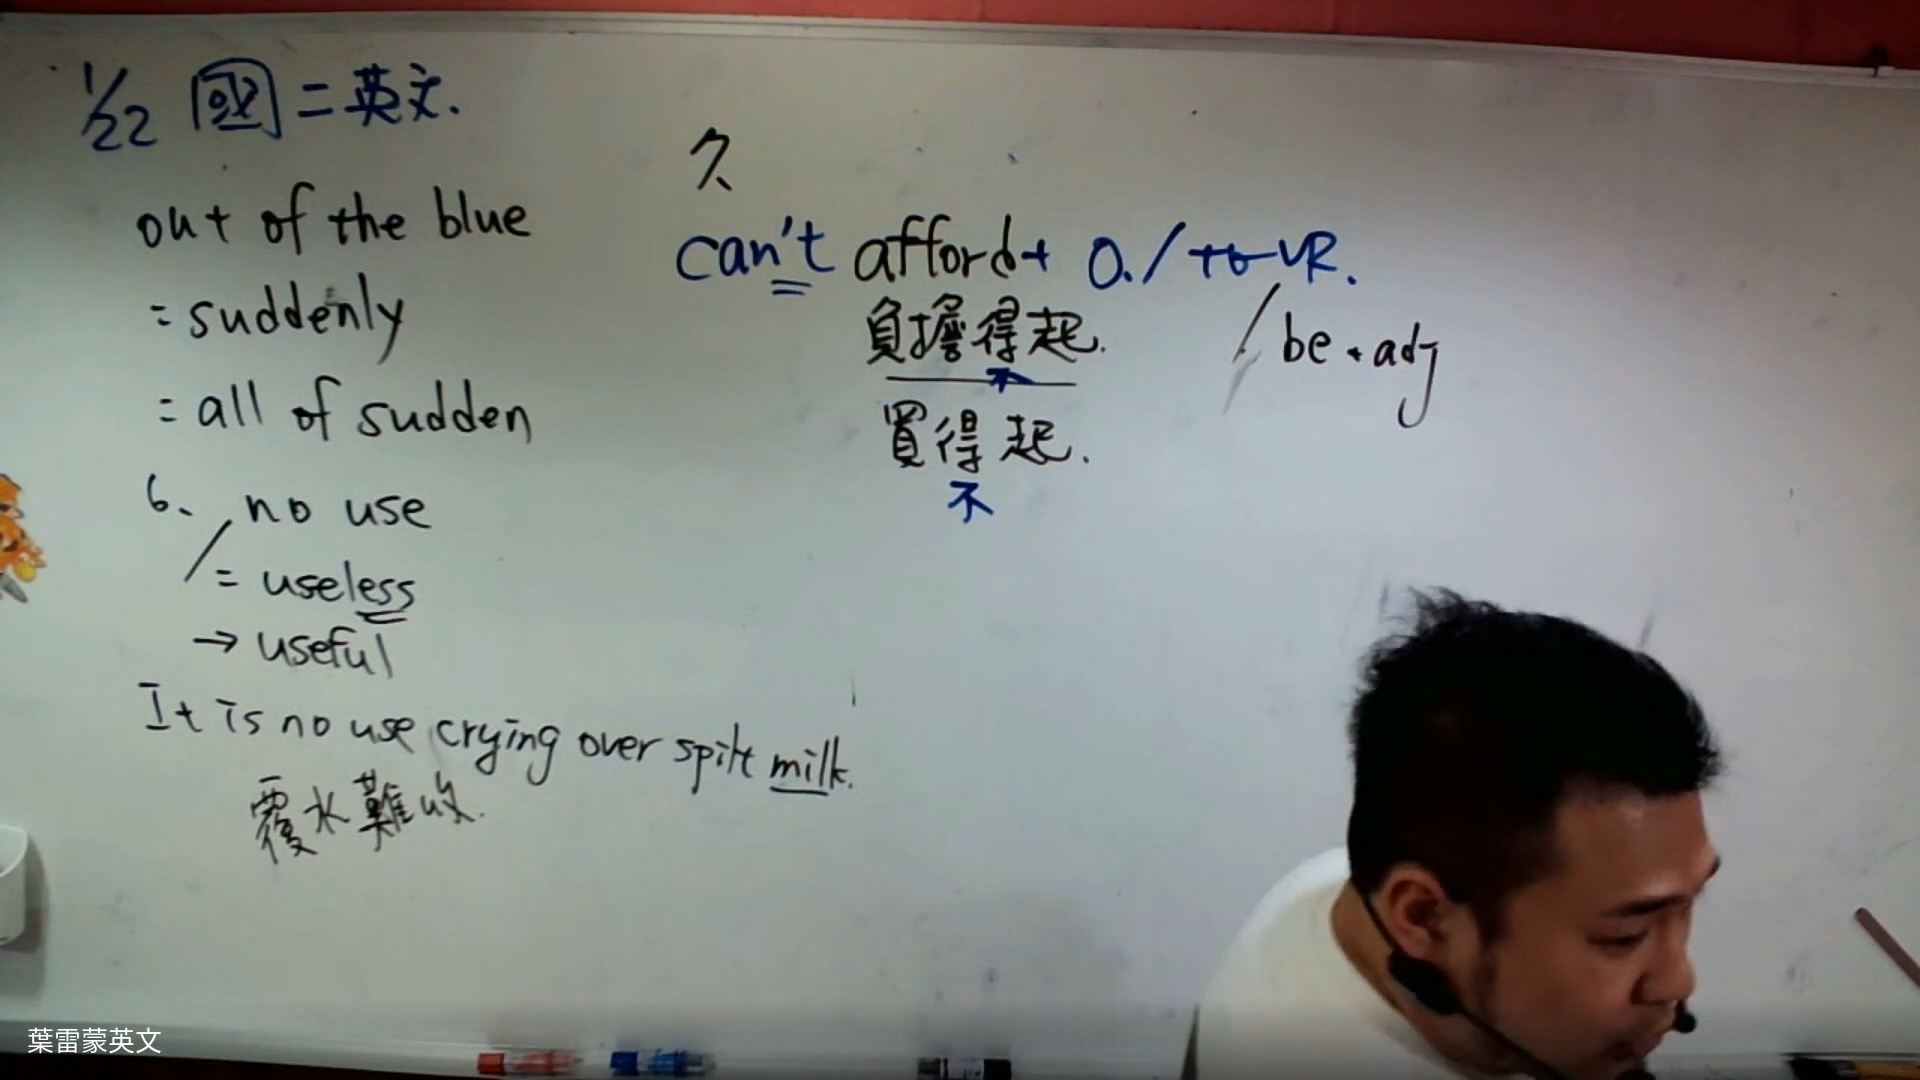 1/22 國二英文.
out of the blue
= suddenly
= all of sudden
6. no use
= useless
→ useful
It is no use crying over spilt milk.
覆水難收.
can't afford + O. / to VR.
/ be + adj
負擔得起.
不
買得起.
不
葉雷蒙英文